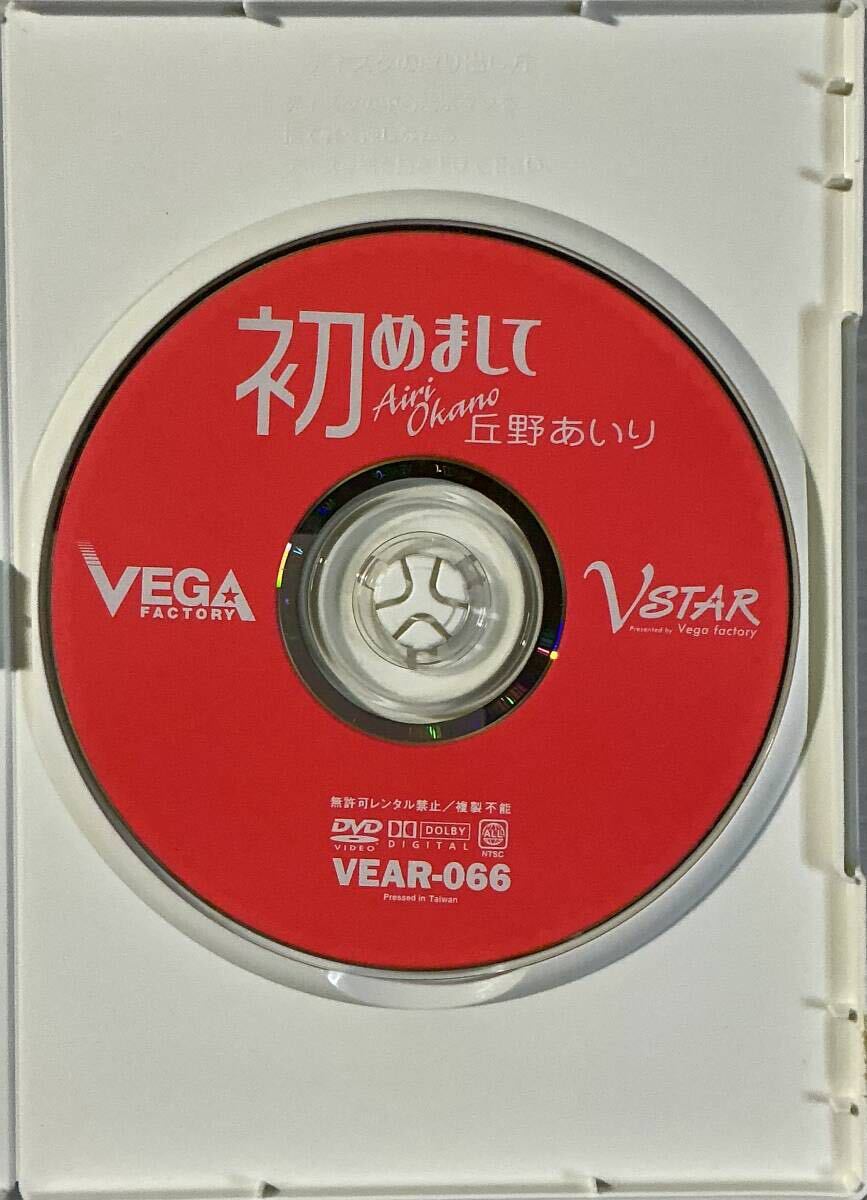 初めまして
Airi
Okano
丘野あいり
VEGA
FACTORY
VSTAR
Presented by Vega factory
無許可レンタル禁止/複製不能
DVD
VIDEO
DOLBY
DIGITAL
ALL
NTSC
VEAR-066
Pressed in Taiwan